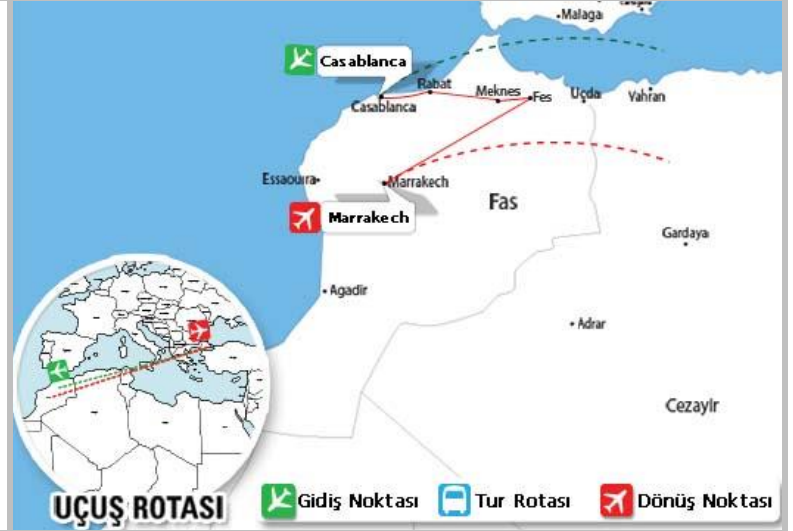 Malaga
Casablanca
Rabat
Casablanca
Meknes
Fes
Uçda
Vahran
Essaouıra
Marrakech
Fas
Marrakech
Gardaya
Agadir
Adrar
Cezayir
UÇUŞ ROTASI
Gidiş Noktası
Tur Rotası
Dönüş Noktası